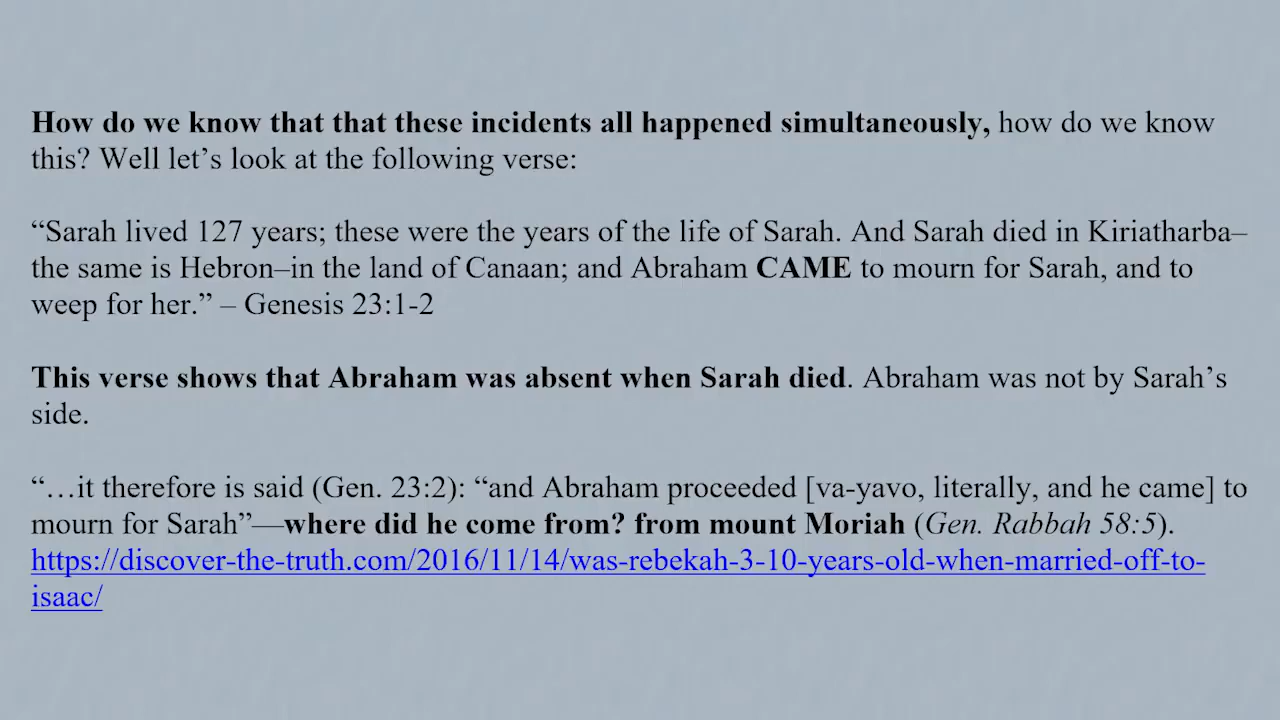 How do we know that that these incidents all happened simultaneously, how do we know
this? Well let’s look at the following verse:
“Sarah lived 127 years; these were the years of the life of Sarah. And Sarah died in Kiriatharba–
the same is Hebron–in the land of Canaan; and Abraham CAME to mourn for Sarah, and to
weep for her.” – Genesis 23:1-2
This verse shows that Abraham was absent when Sarah died. Abraham was not by Sarah’s
side.
“…it therefore is said (Gen. 23:2): “and Abraham proceeded [va-yavo, literally, and he came] to
mourn for Sarah”—where did he come from? from mount Moriah (Gen. Rabbah 58:5).
https://discover-the-truth.com/2016/11/14/was-rebekah-3-10-years-old-when-married-off-to-
isaac/